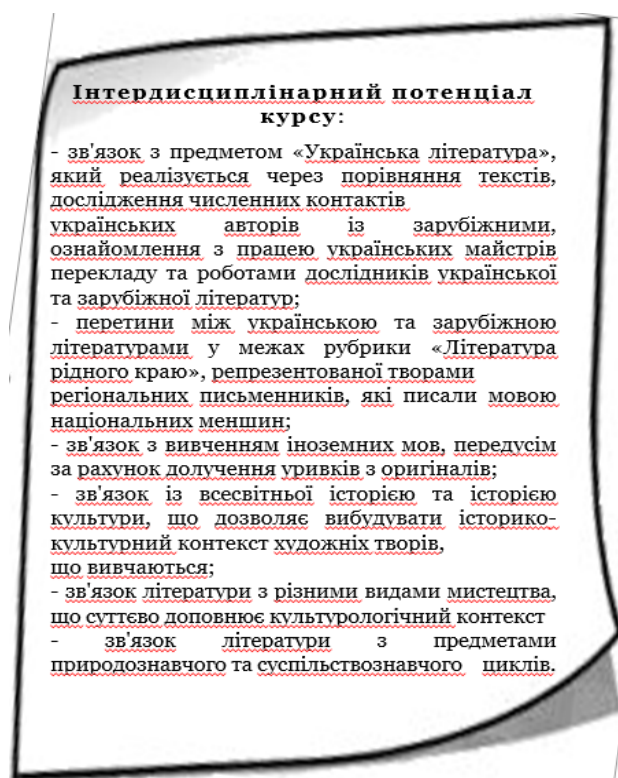 Інтердисциплінарний потенціал
курсу:
- зв'язок з предметом «Українська література»,
який реалізується через порівняння текстів,
дослідження численних контактів
українських авторів із зарубіжними,
ознайомлення з працею українських майстрів
перекладу та роботами дослідників української
та зарубіжної літератур;
- перетини між українською та зарубіжною
літературами у межах рубрики «Література
рідного краю», репрезентованої творами
регіональних письменників, які писали мовою
національних меншин;
- зв'язок з вивченням іноземних мов, передусім
за рахунок долучення уривків з оригіналів;
- зв'язок із всесвітньої історією та історією
культури, що дозволяє вибудувати історико-
культурний контекст художніх творів,
що вивчаються;
- зв'язок літератури з різними видами мистецтва,
що суттєво доповнює культурологічний контекст
- зв'язок літератури з предметами
природознавчого та суспільствознавчого циклів.